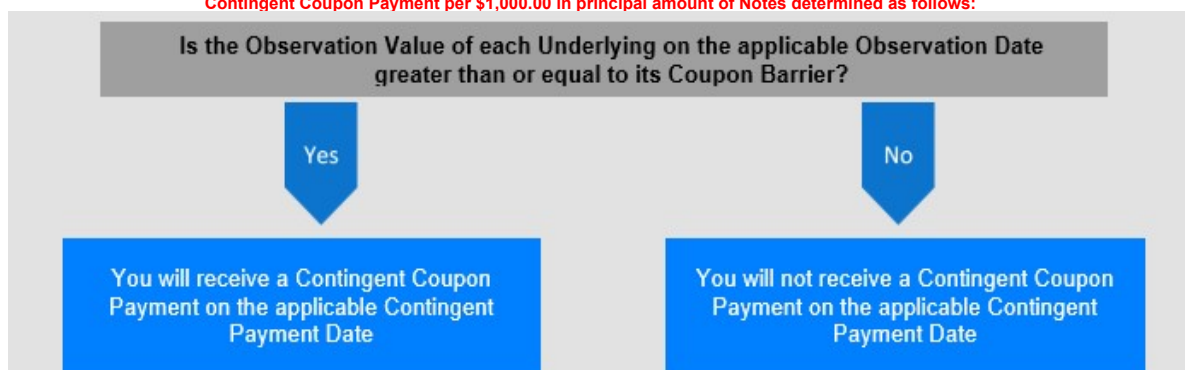 Contingent Coupon Payment per $1,000.00 in principal amount of Notes determined as follows:
Is the Observation Value of each Underlying on the applicable Observation Date
greater than or equal to its Coupon Barrier?
Yes
No
You will receive a Contingent Coupon
Payment on the applicable Contingent
Payment Date
You will not receive a Contingent Coupon
Payment on the applicable Contingent
Payment Date